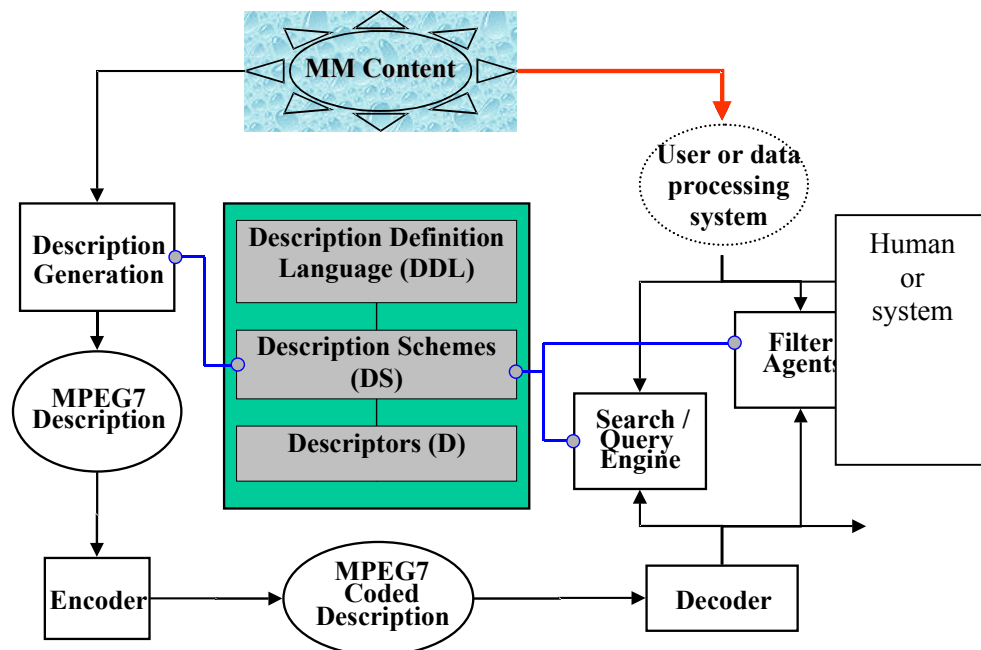 MM Content
User or data
processing
system
Description
Generation
Description Definition
Language (DDL)
Description Schemes
(DS)
Descriptors (D)
Human
or
system
Filter
Agents
Search /
Query
Engine
MPEG7
Description
Encoder
MPEG7
Coded
Description
Decoder